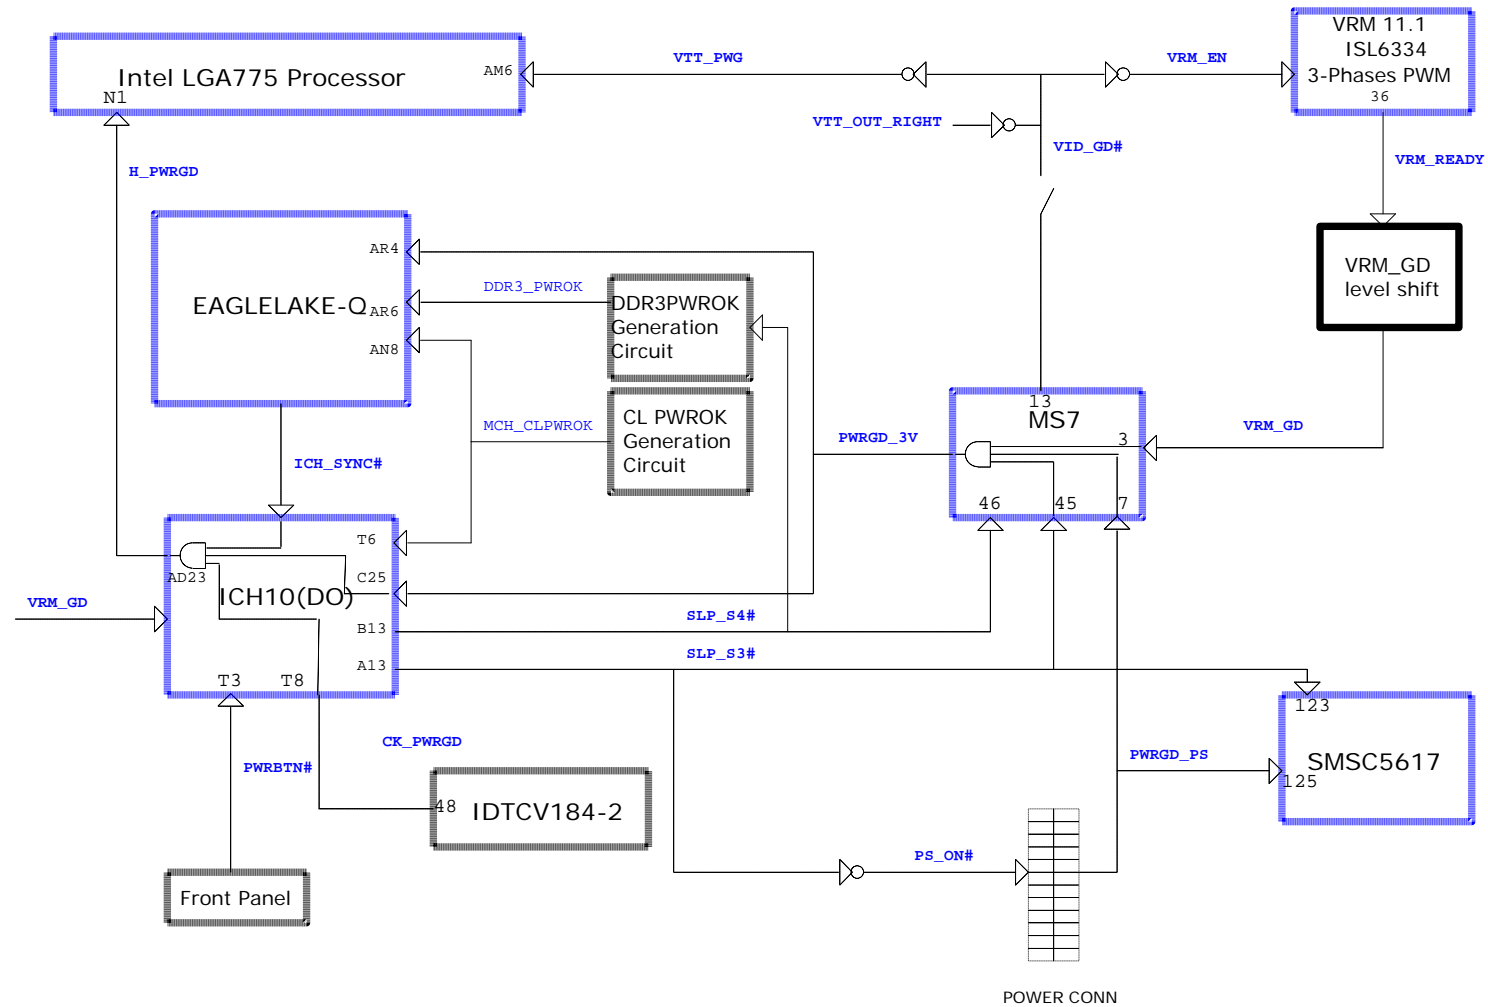 VRM 11.1
ISL6334
3-Phases PWM
36
VTT_PWG
VRM_EN
Intel LGA775 Processor
AM6
N1
VTT_OUT_RIGHT
VID_GD#
VRM_READY
H_PWRGD
EAGLELAKE-Q
AR4
AR6
AN8
DDR3_PWROK
DDR3PWROK
Generation
Circuit
VRM_GD
level shift
MCH_CLPWROK
CL PWROK
Generation
Circuit
13
MS7
3
46
45
7
PWRGD_3V
VRM_GD
ICH_SYNC#
T6
C25
AD23
ICH10(DO)
B13
A13
T3
T8
VRM_GD
SLP_S4#
SLP_S3#
123
SMSC5617
125
PWRGD_PS
CK_PWRGD
PWRBTN#
48
IDTCV184-2
PS_ON#
Front Panel
POWER CONN